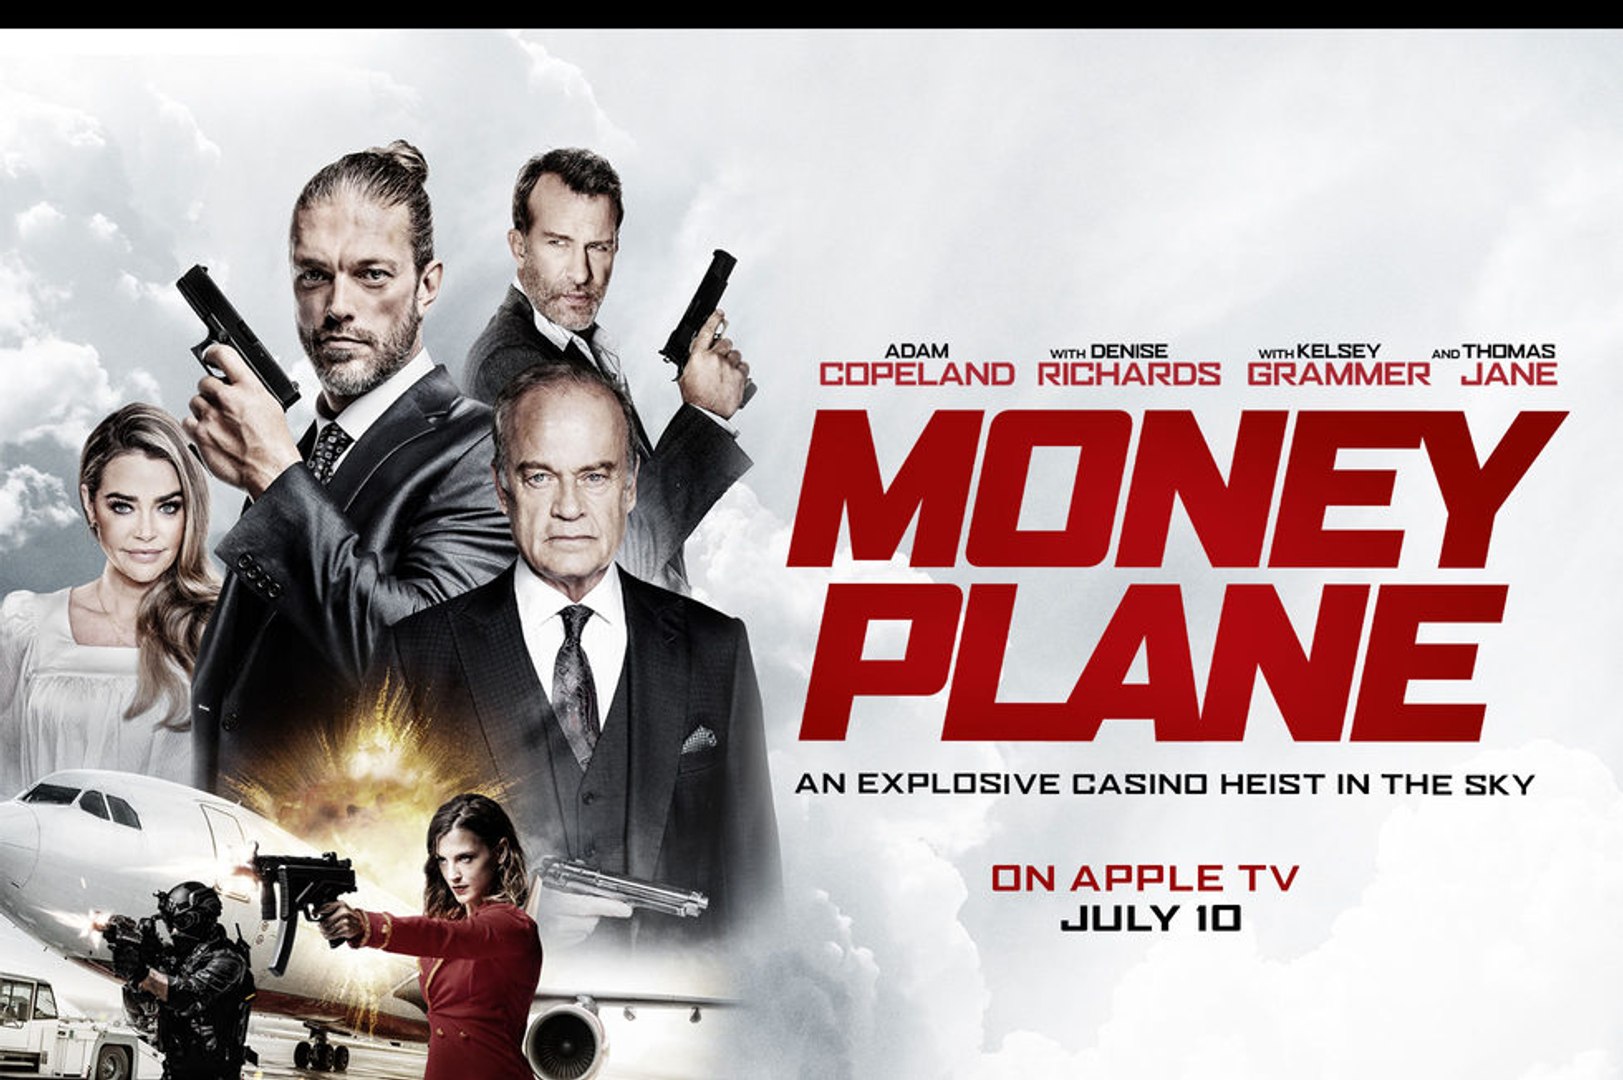 ADAM COPELAND WITH DENISE RICHARDS WITH KELSEY GRAMMER AND THOMAS JANE
MONEY
PLANE
AN EXPLOSIVE CASINO HEIST IN THE SKY
ON APPLE TV
JULY 10